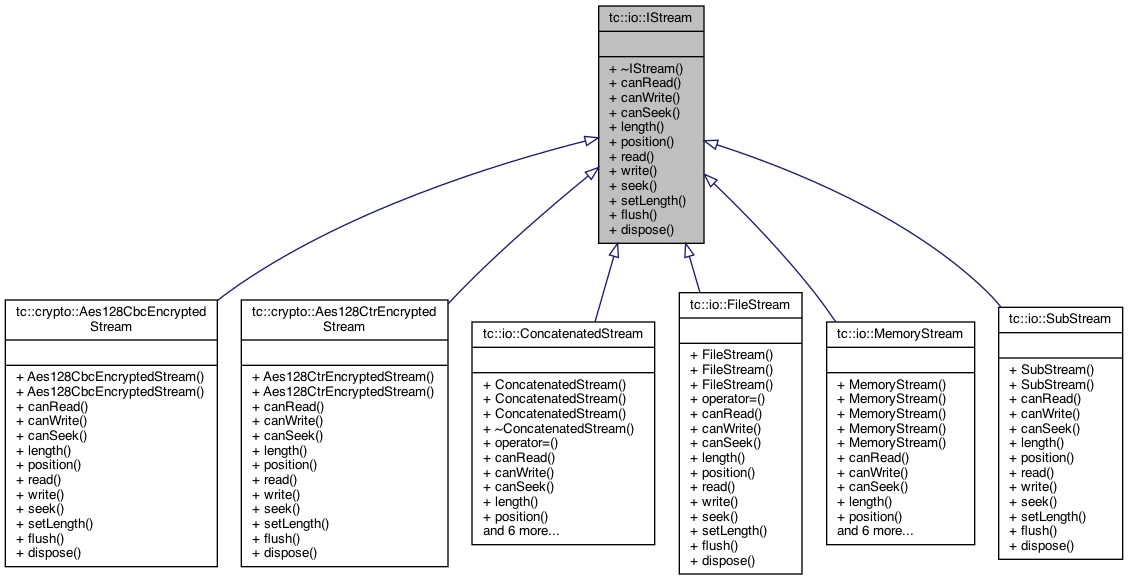 tc::io::IStream
+ ~IStream()
+ canRead()
+ canWrite()
+ canSeek()
+ length()
+ position()
+ read()
+ write()
+ seek()
+ setLength()
+ flush()
+ dispose()
tc::crypto::Aes128CbcEncrypted
Stream
+ Aes128CbcEncryptedStream()
+ Aes128CbcEncryptedStream()
+ canRead()
+ canWrite()
+ canSeek()
+ length()
+ position()
+ read()
+ write()
+ seek()
+ setLength()
+ flush()
+ dispose()
tc::crypto::Aes128CtrEncrypted
Stream
+ Aes128CtrEncryptedStream()
+ Aes128CtrEncryptedStream()
+ canRead()
+ canWrite()
+ canSeek()
+ length()
+ position()
+ read()
+ write()
+ seek()
+ setLength()
+ flush()
+ dispose()
tc::io::ConcatenatedStream
+ ConcatenatedStream()
+ ConcatenatedStream()
+ ConcatenatedStream()
+ ~ConcatenatedStream()
+ operator=()
+ canRead()
+ canWrite()
+ canSeek()
+ length()
+ position()
and 6 more...
tc::io::FileStream
+ FileStream()
+ FileStream()
+ FileStream()
+ operator=()
+ canRead()
+ canWrite()
+ canSeek()
+ length()
+ position()
+ read()
+ write()
+ seek()
+ setLength()
+ flush()
+ dispose()
tc::io::MemoryStream
+ MemoryStream()
+ MemoryStream()
+ MemoryStream()
+ MemoryStream()
+ MemoryStream()
+ canRead()
+ canWrite()
+ canSeek()
+ length()
+ position()
and 6 more...
tc::io::SubStream
+ SubStream()
+ SubStream()
+ canRead()
+ canWrite()
+ canSeek()
+ length()
+ position()
+ read()
+ write()
+ seek()
+ setLength()
+ flush()
+ dispose()